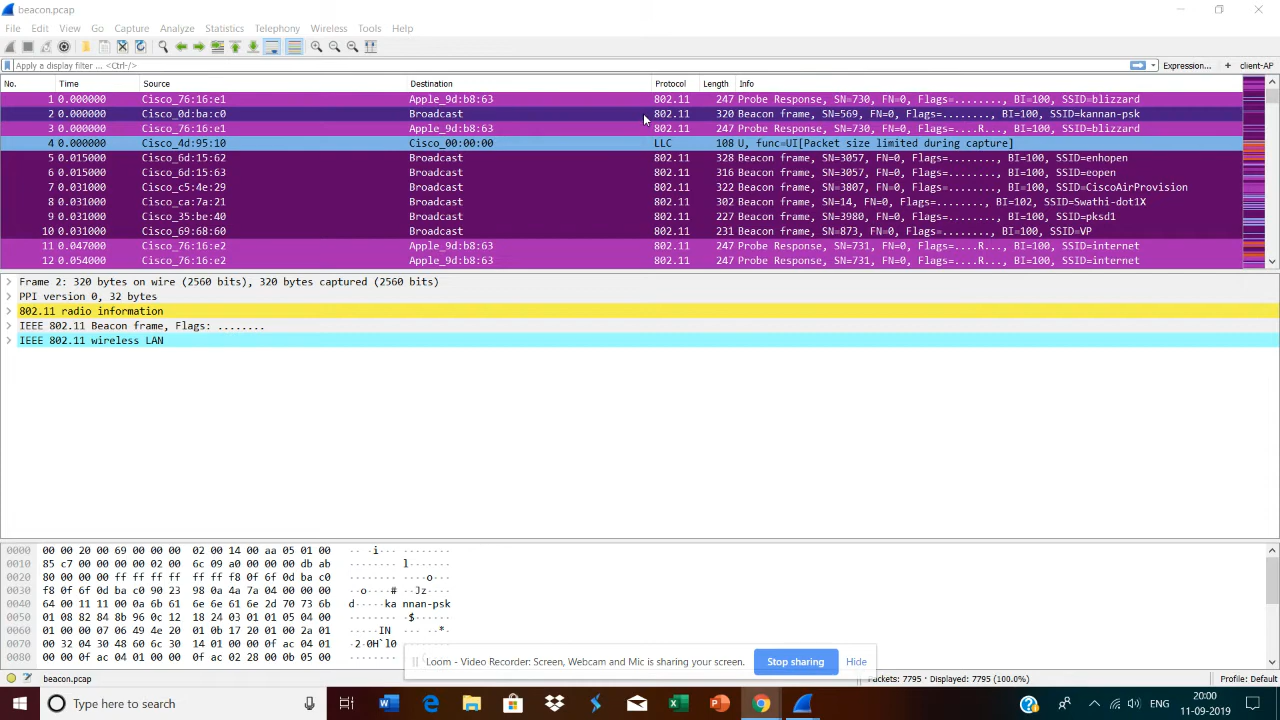 beacon.pcap
File Edit View Go Capture Analyze Statistics Telephony Wireless Tools Help
Apply a display filter ... <Ctrl-/>
Expression... + client-AP
No. Time Source Destination Protocol Length Info
1 0.000000 Cisco_76:16:e1 Apple_9d:b8:63 802.11 247 Probe Response, SN=730, FN=0, Flags=........, BI=100, SSID=blizzard
2 0.000000 Cisco_0d:ba:c0 Broadcast 802.11 320 Beacon frame, SN=569, FN=0, Flags=........, BI=100, SSID=kannan-psk
3 0.000000 Cisco_76:16:e1 Apple_9d:b8:63 802.11 247 Probe Response, SN=730, FN=0, Flags=....R..., BI=100, SSID=blizzard
4 0.000000 Cisco_4d:95:10 Cisco_00:00:00 LLC 108 U, func=UI[Packet size limited during capture]
5 0.015000 Cisco_6d:15:62 Broadcast 802.11 328 Beacon frame, SN=3057, FN=0, Flags=........, BI=100, SSID=enhopen
6 0.015000 Cisco_6d:15:63 Broadcast 802.11 316 Beacon frame, SN=3057, FN=0, Flags=........, BI=100, SSID=eopen
7 0.031000 Cisco_c5:4e:29 Broadcast 802.11 322 Beacon frame, SN=3807, FN=0, Flags=........, BI=100, SSID=CiscoAirProvision
8 0.031000 Cisco_ca:7a:21 Broadcast 802.11 302 Beacon frame, SN=14, FN=0, Flags=........, BI=102, SSID=Swathi-dot1X
9 0.031000 Cisco_35:be:40 Broadcast 802.11 227 Beacon frame, SN=3980, FN=0, Flags=........, BI=100, SSID=pksd1
10 0.031000 Cisco_69:68:60 Broadcast 802.11 231 Beacon frame, SN=873, FN=0, Flags=........, BI=100, SSID=VP
11 0.047000 Cisco_76:16:e2 Apple_9d:b8:63 802.11 247 Probe Response, SN=731, FN=0, Flags=....R..., BI=100, SSID=internet
12 0.054000 Cisco_76:16:e2 Apple_9d:b8:63 802.11 247 Probe Response, SN=731, FN=0, Flags=....R..., BI=100, SSID=internet
Frame 2: 320 bytes on wire (2560 bits), 320 bytes captured (2560 bits)
PPI version 0, 32 bytes
802.11 radio information
IEEE 802.11 Beacon frame, Flags: ........
IEEE 802.11 wireless LAN
0000 00 00 20 00 69 00 00 00 02 00 14 00 aa 05 01 00 ·· ·i··· ········
0010 85 c7 00 00 00 00 02 00 6c 09 a0 00 00 00 db ab ········ l·······
0020 80 00 00 00 ff ff ff ff ff ff f8 0f 6f 0d ba c0 ········ ····o···
0030 f8 0f 6f 0d ba c0 90 23 98 0a 4a 7a 04 00 00 00 ··o····# ··Jz····
0040 64 00 11 11 00 0a 6b 61 6e 6e 61 6e 2d 70 73 6b d·····ka nnan-psk
0050 01 08 82 84 8b 96 0c 12 18 24 03 01 01 05 04 00 ········ ·$······
0060 01 00 00 07 06 49 4e 20 01 0b 17 20 01 00 2a 01 ·····IN ··· ··*·
0070 00 32 04 30 48 60 6c 30 14 01 00 00 0f ac 04 01 ·2·0H`l0
0080 00 00 0f ac 04 01 00 00 0f ac 02 28 00 0b 05 00
Loom - Video Recorder: Screen, Webcam and Mic is sharing your screen. Stop sharing Hide
beacon.pcap
Packets: 7795 · Displayed: 7795 (100.0%) Profile: Default
Type here to search
ENG
20:00
11-09-2019